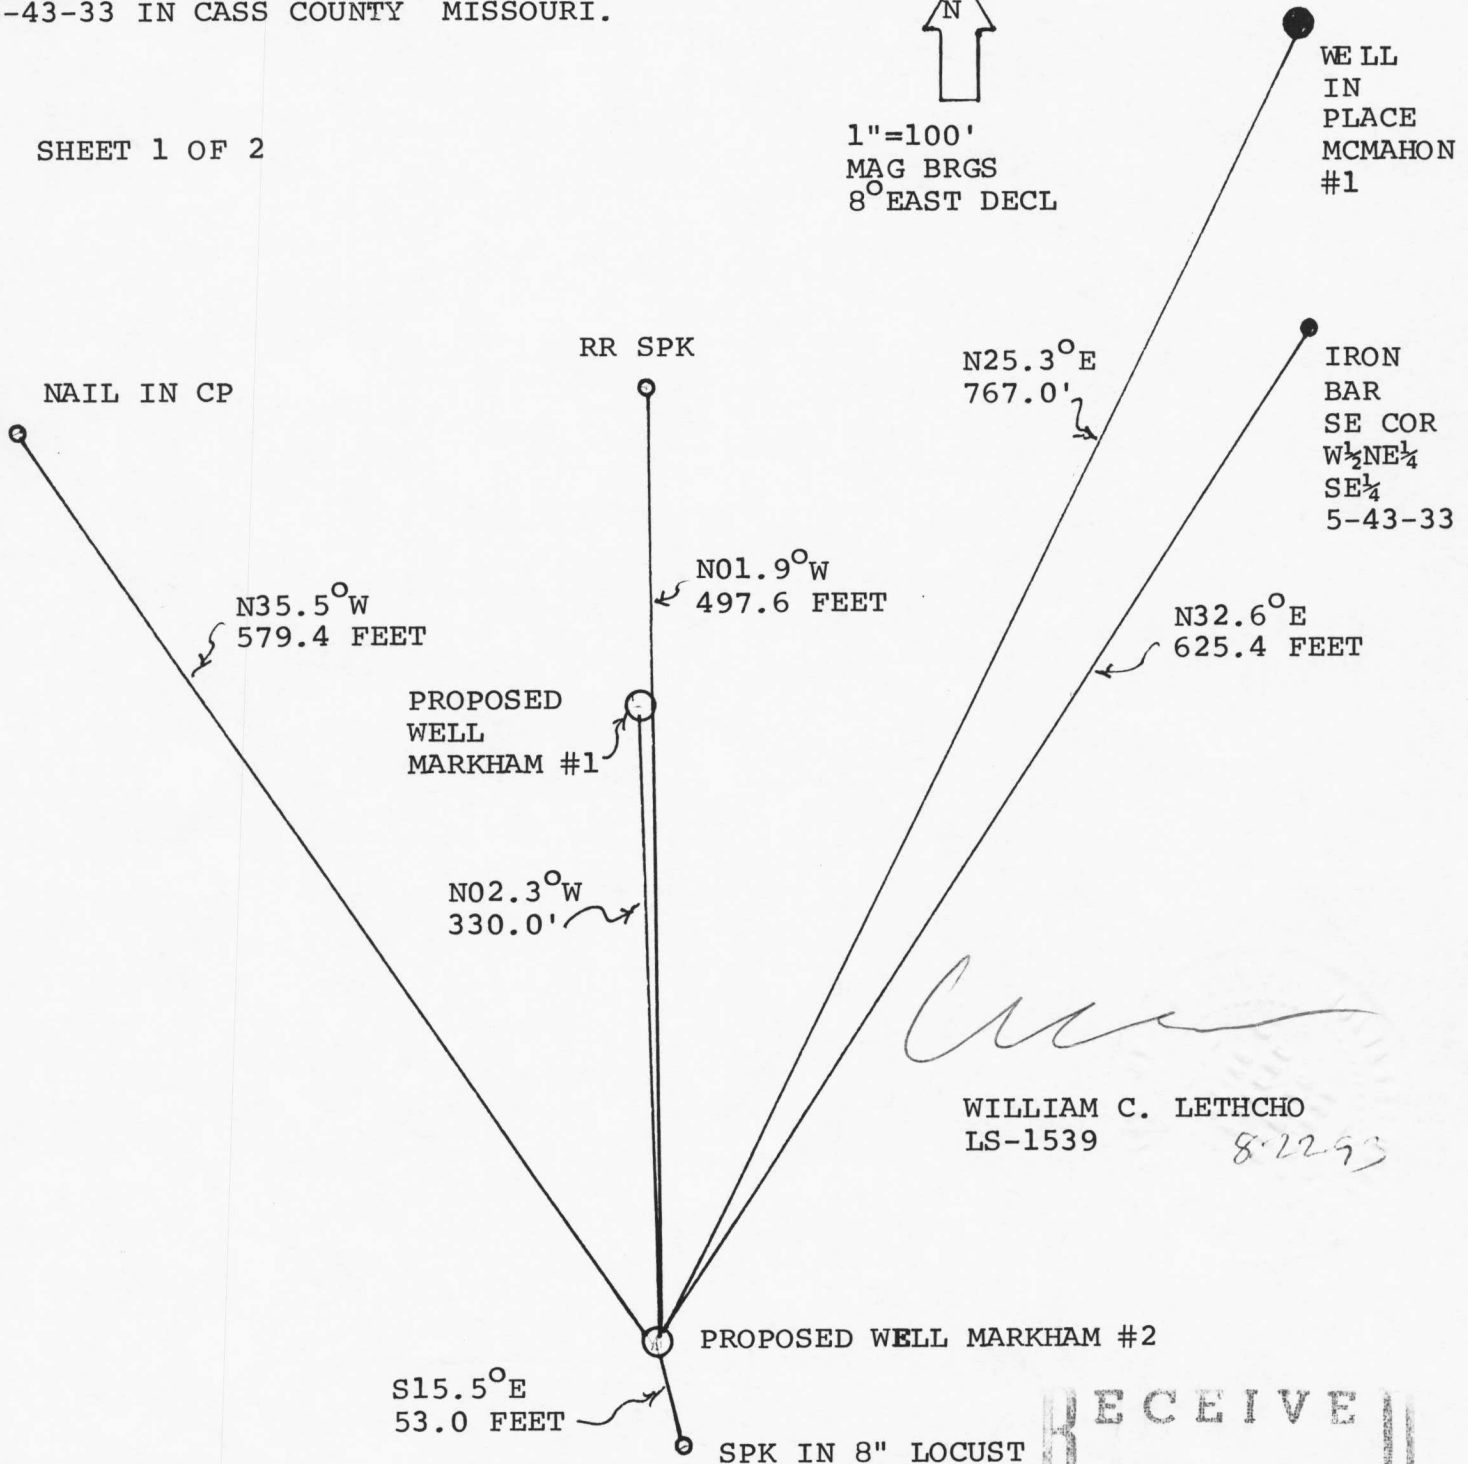 -43-33 IN CASS COUNTY MISSOURI.
N
WELL
IN
PLACE
MCMAHON
#1
SHEET 1 OF 2
1"=100'
MAG BRGS
8°EAST DECL
RR SPK
NAIL IN CP
N25.3°E
767.0'
IRON
BAR
SE COR
W½NE¼
SE¼
5-43-33
N01.9°W
497.6 FEET
N35.5°W
579.4 FEET
N32.6°E
625.4 FEET
PROPOSED
WELL
MARKHAM #1
N02.3°W
330.0'
WILLIAM C. LETHCHO
LS-1539
8-22-93
PROPOSED WELL MARKHAM #2
S15.5°E
53.0 FEET
SPK IN 8" LOCUST
RECEIVE